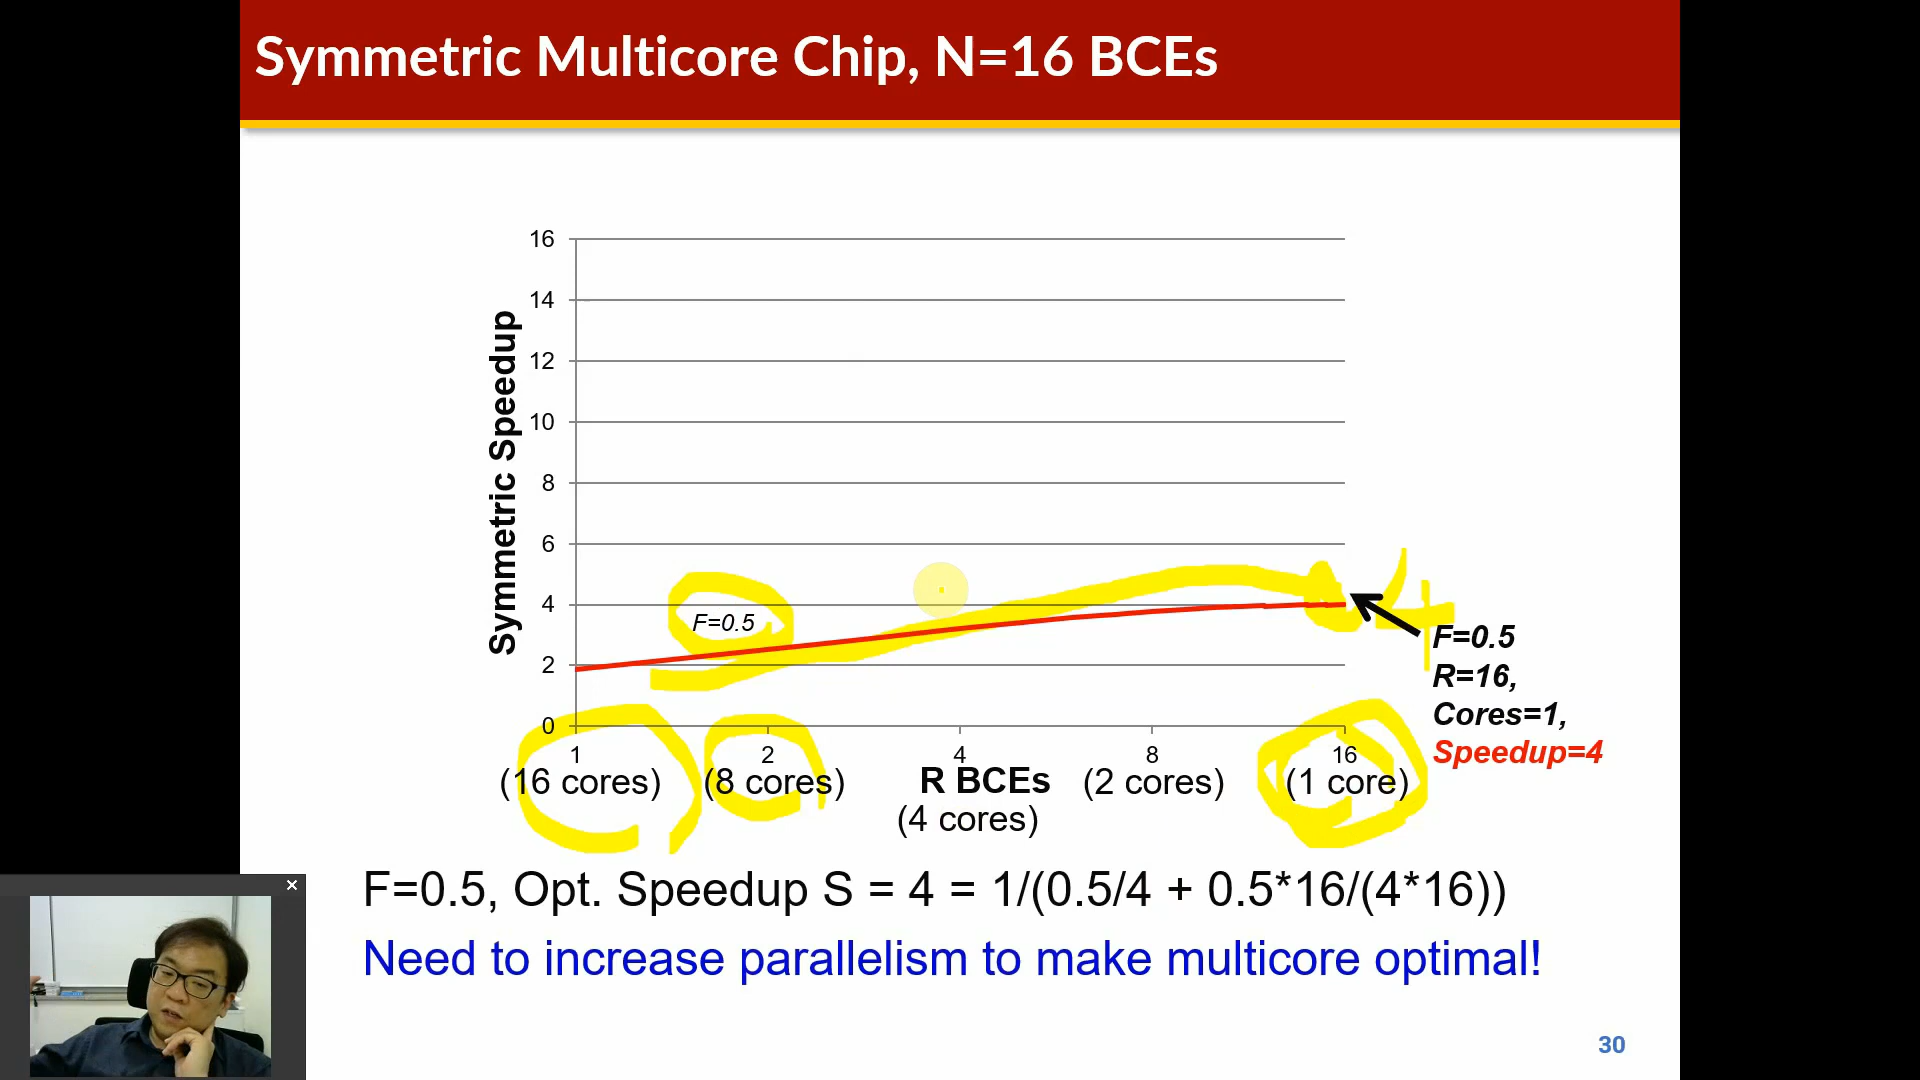 Symmetric Multicore Chip, N=16 BCEs
Symmetric Speedup
16
14
12
10
8
6
4
2
0
F=0.5
4
F=0.5
R=16,
Cores=1,
Speedup=4
1 2 4 8 16
(16 cores) (8 cores) R BCEs (2 cores) (1 core)
(4 cores)
F=0.5, Opt. Speedup S = 4 = 1/(0.5/4 + 0.5*16/(4*16))
Need to increase parallelism to make multicore optimal!
30